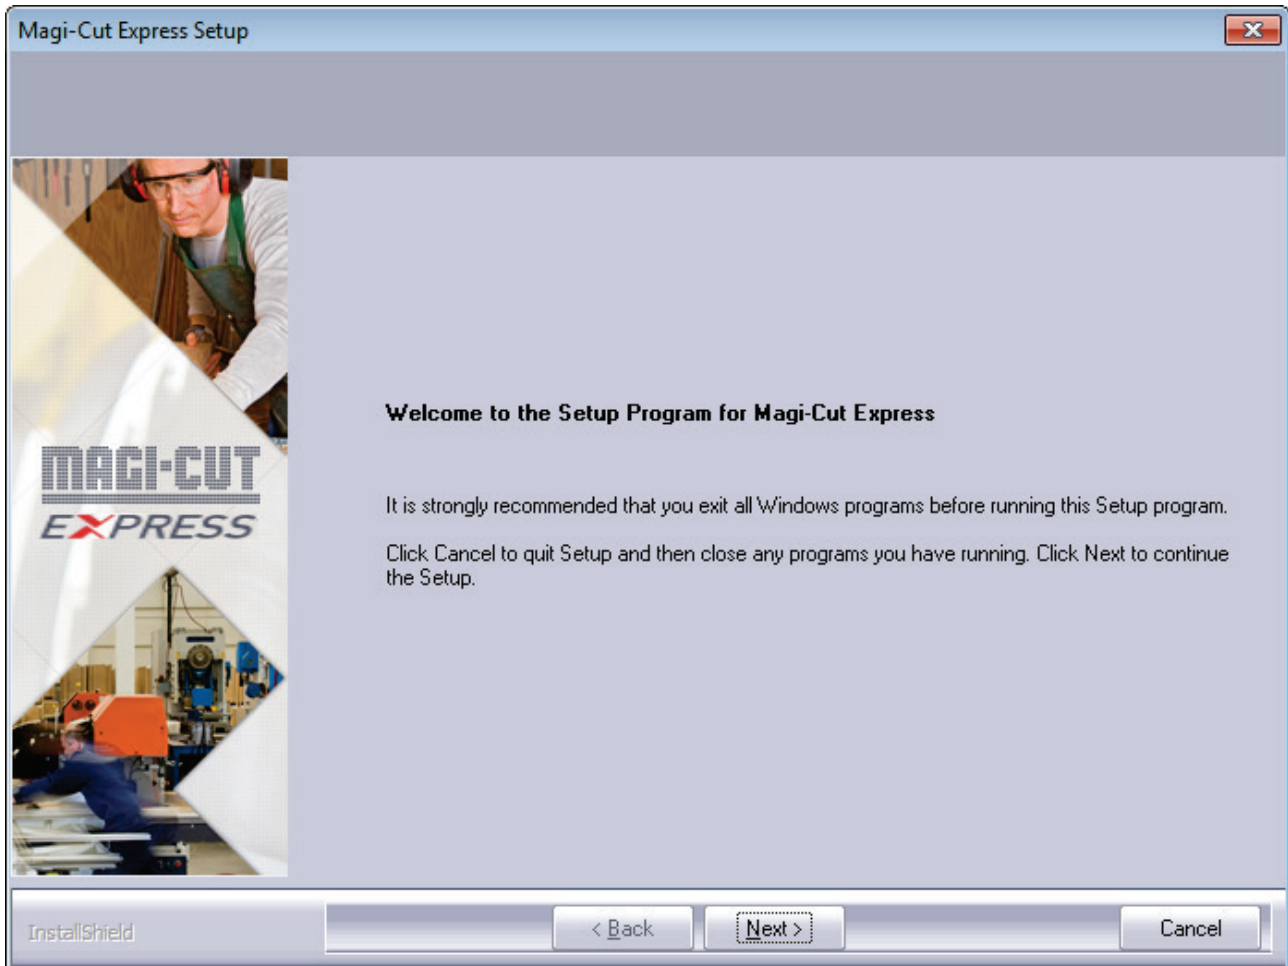 Magi-Cut Express Setup
MAGI-CUT
EXPRESS
Welcome to the Setup Program for Magi-Cut Express
It is strongly recommended that you exit all Windows programs before running this Setup program.
Click Cancel to quit Setup and then close any programs you have running. Click Next to continue
the Setup.
InstallShield
< Back
Next >
Cancel